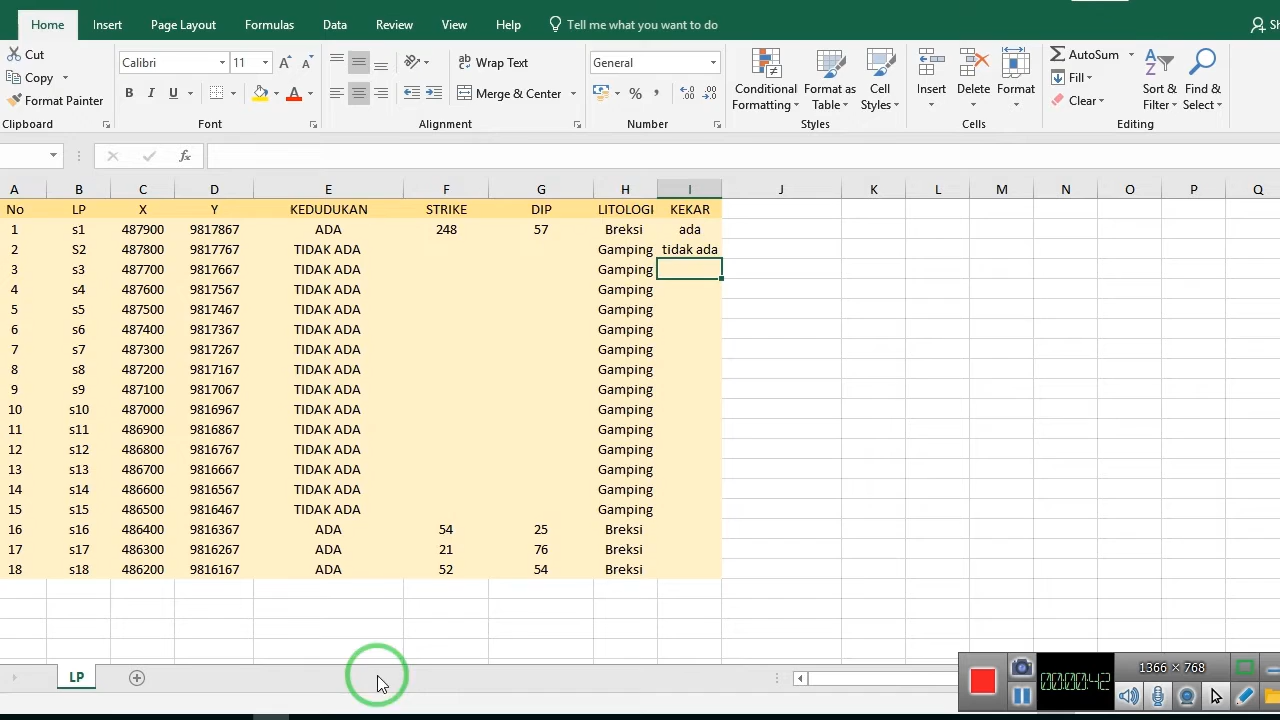 Home Insert Page Layout Formulas Data Review View Help Tell me what you want to do
Cut
Copy
Format Painter
Clipboard
Calibri 11
B I U
Font
Wrap Text
Merge & Center
Alignment
General
Number
Conditional Formatting
Format as Table
Cell Styles
Styles
Insert
Delete
Format
Cells
AutoSum
Fill
Clear
Sort & Filter
Find & Select
Editing
fx
A B C D E F G H I J K L M N O P Q
No LP X Y KEDUDUKAN STRIKE DIP LITOLOGI KEKAR
1 s1 487900 9817867 ADA 248 57 Breksi ada
2 S2 487800 9817767 TIDAK ADA Gamping tidak ada
3 s3 487700 9817667 TIDAK ADA Gamping
4 s4 487600 9817567 TIDAK ADA Gamping
5 s5 487500 9817467 TIDAK ADA Gamping
6 s6 487400 9817367 TIDAK ADA Gamping
7 s7 487300 9817267 TIDAK ADA Gamping
8 s8 487200 9817167 TIDAK ADA Gamping
9 s9 487100 9817067 TIDAK ADA Gamping
10 s10 487000 9816967 TIDAK ADA Gamping
11 s11 486900 9816867 TIDAK ADA Gamping
12 s12 486800 9816767 TIDAK ADA Gamping
13 s13 486700 9816667 TIDAK ADA Gamping
14 s14 486600 9816567 TIDAK ADA Gamping
15 s15 486500 9816467 TIDAK ADA Gamping
16 s16 486400 9816367 ADA 54 25 Breksi
17 s17 486300 9816267 ADA 21 76 Breksi
18 s18 486200 9816167 ADA 52 54 Breksi
LP
00:00:42
1366 × 768